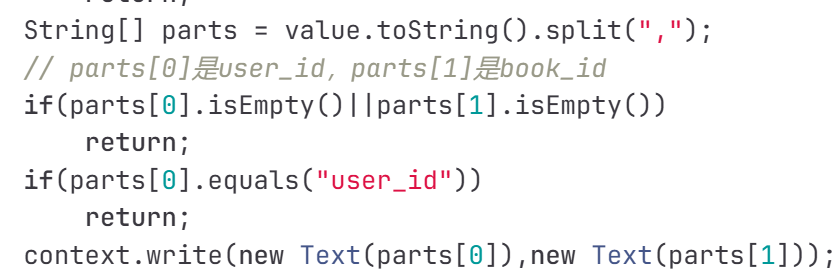 return;
String[] parts = value.toString().split(",");
// parts[0]是user_id, parts[1]是book_id
if(parts[0].isEmpty()||parts[1].isEmpty())
return;
if(parts[0].equals("user_id"))
return;
context.write(new Text(parts[0]),new Text(parts[1]));